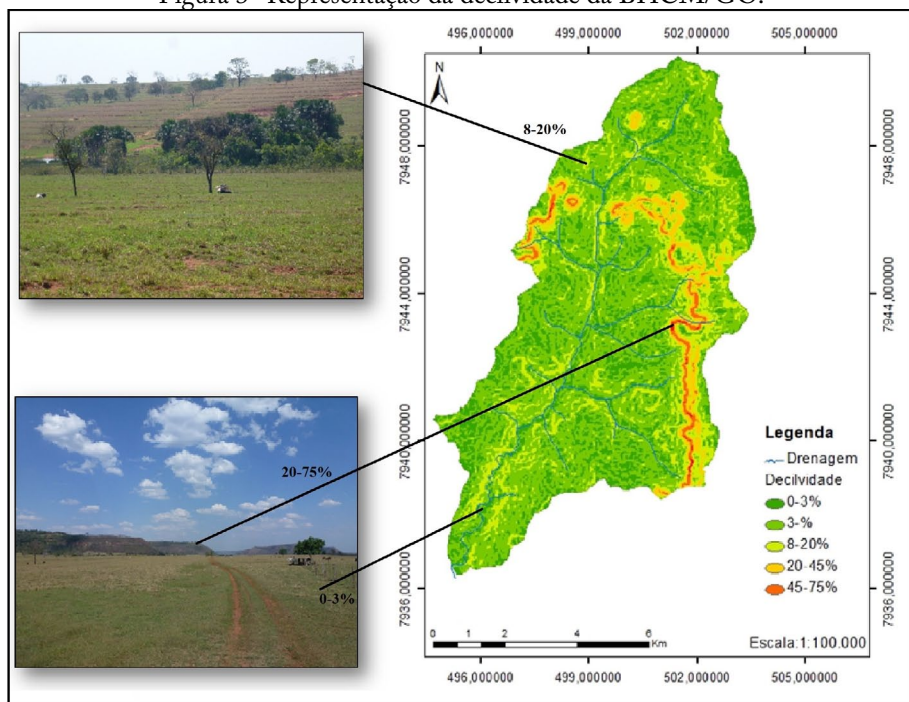 Figura 3 - Representação da declividade da BHCM/GO.
496,000000 499,000000 502,000000 505,000000
N
8-20%
7948,000000 7948,000000
7944,000000 7944,000000
7940,000000 7940,000000
7936,000000 7936,000000
20-75%
0-3%
Legenda
Drenagem
Decilvidade
0-3%
3-%
8-20%
20-45%
45-75%
0 1 2 4 6
Km
Escala:1:100.000
496,000000 499,000000 502,000000 505,000000